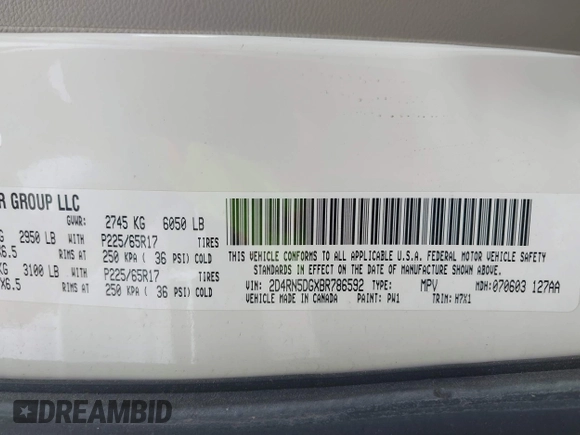 R GROUP LLC
GVWR: 2745 KG 6050 LB
G 2950 LB WITH P225/65R17 TIRES
X6.5 RIMS AT 250 KPA ( 36 PSI) COLD
KG 3100 LB WITH P225/65R17 TIRES
X6.5 RIMS AT 250 KPA ( 36 PSI) COLD
THIS VEHICLE CONFORMS TO ALL APPLICABLE U.S.A. FEDERAL MOTOR VEHICLE SAFETY
STANDARDS IN EFFECT ON THE DATE OF MANUFACTURE SHOWN ABOVE.
VIN: 2D4RN5DGXBR786592 TYPE: MPV MDH: 070603 127AA
VEHICLE MADE IN CANADA PAINT: PW1 TRIM: H7X1
DREAMBID